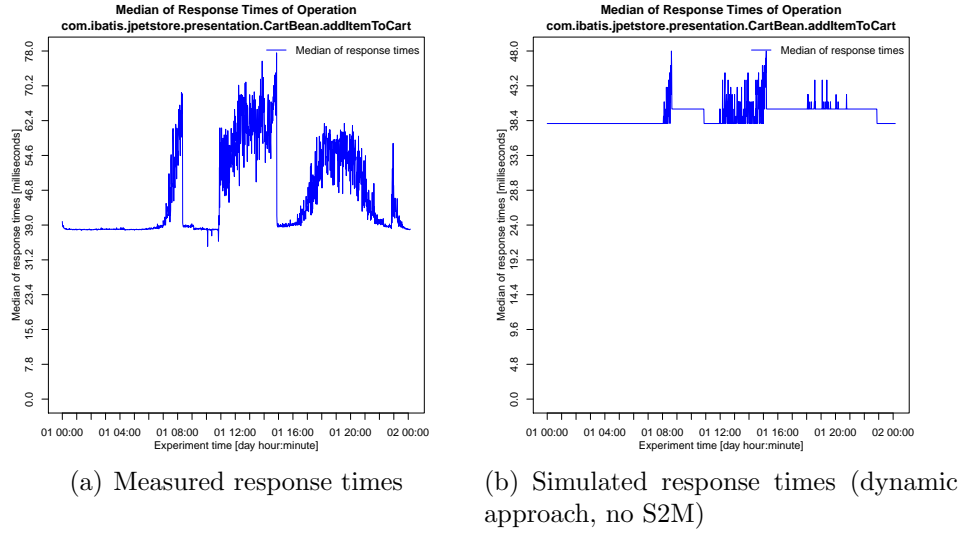 Median of Response Times of Operation
com.ibatis.jpetstore.presentation.CartBean.addItemToCart
Median of response times
Median of response times [milliseconds]
78.0
70.2
62.4
54.6
46.8
39.0
31.2
23.4
15.6
7.8
0.0
01 00:00 01 04:00 01 08:00 01 12:00 01 16:00 01 20:00 02 00:00
Experiment time [day hour:minute]
(a) Measured response times
Median of Response Times of Operation
com.ibatis.jpetstore.presentation.CartBean.addItemToCart
Median of response times
Median of response times [milliseconds]
48.0
43.2
38.4
33.6
28.8
24.0
19.2
14.4
9.6
4.8
0.0
01 00:00 01 04:00 01 08:00 01 12:00 01 16:00 01 20:00 02 00:00
Experiment time [day hour:minute]
(b) Simulated response times (dynamic
approach, no S2M)